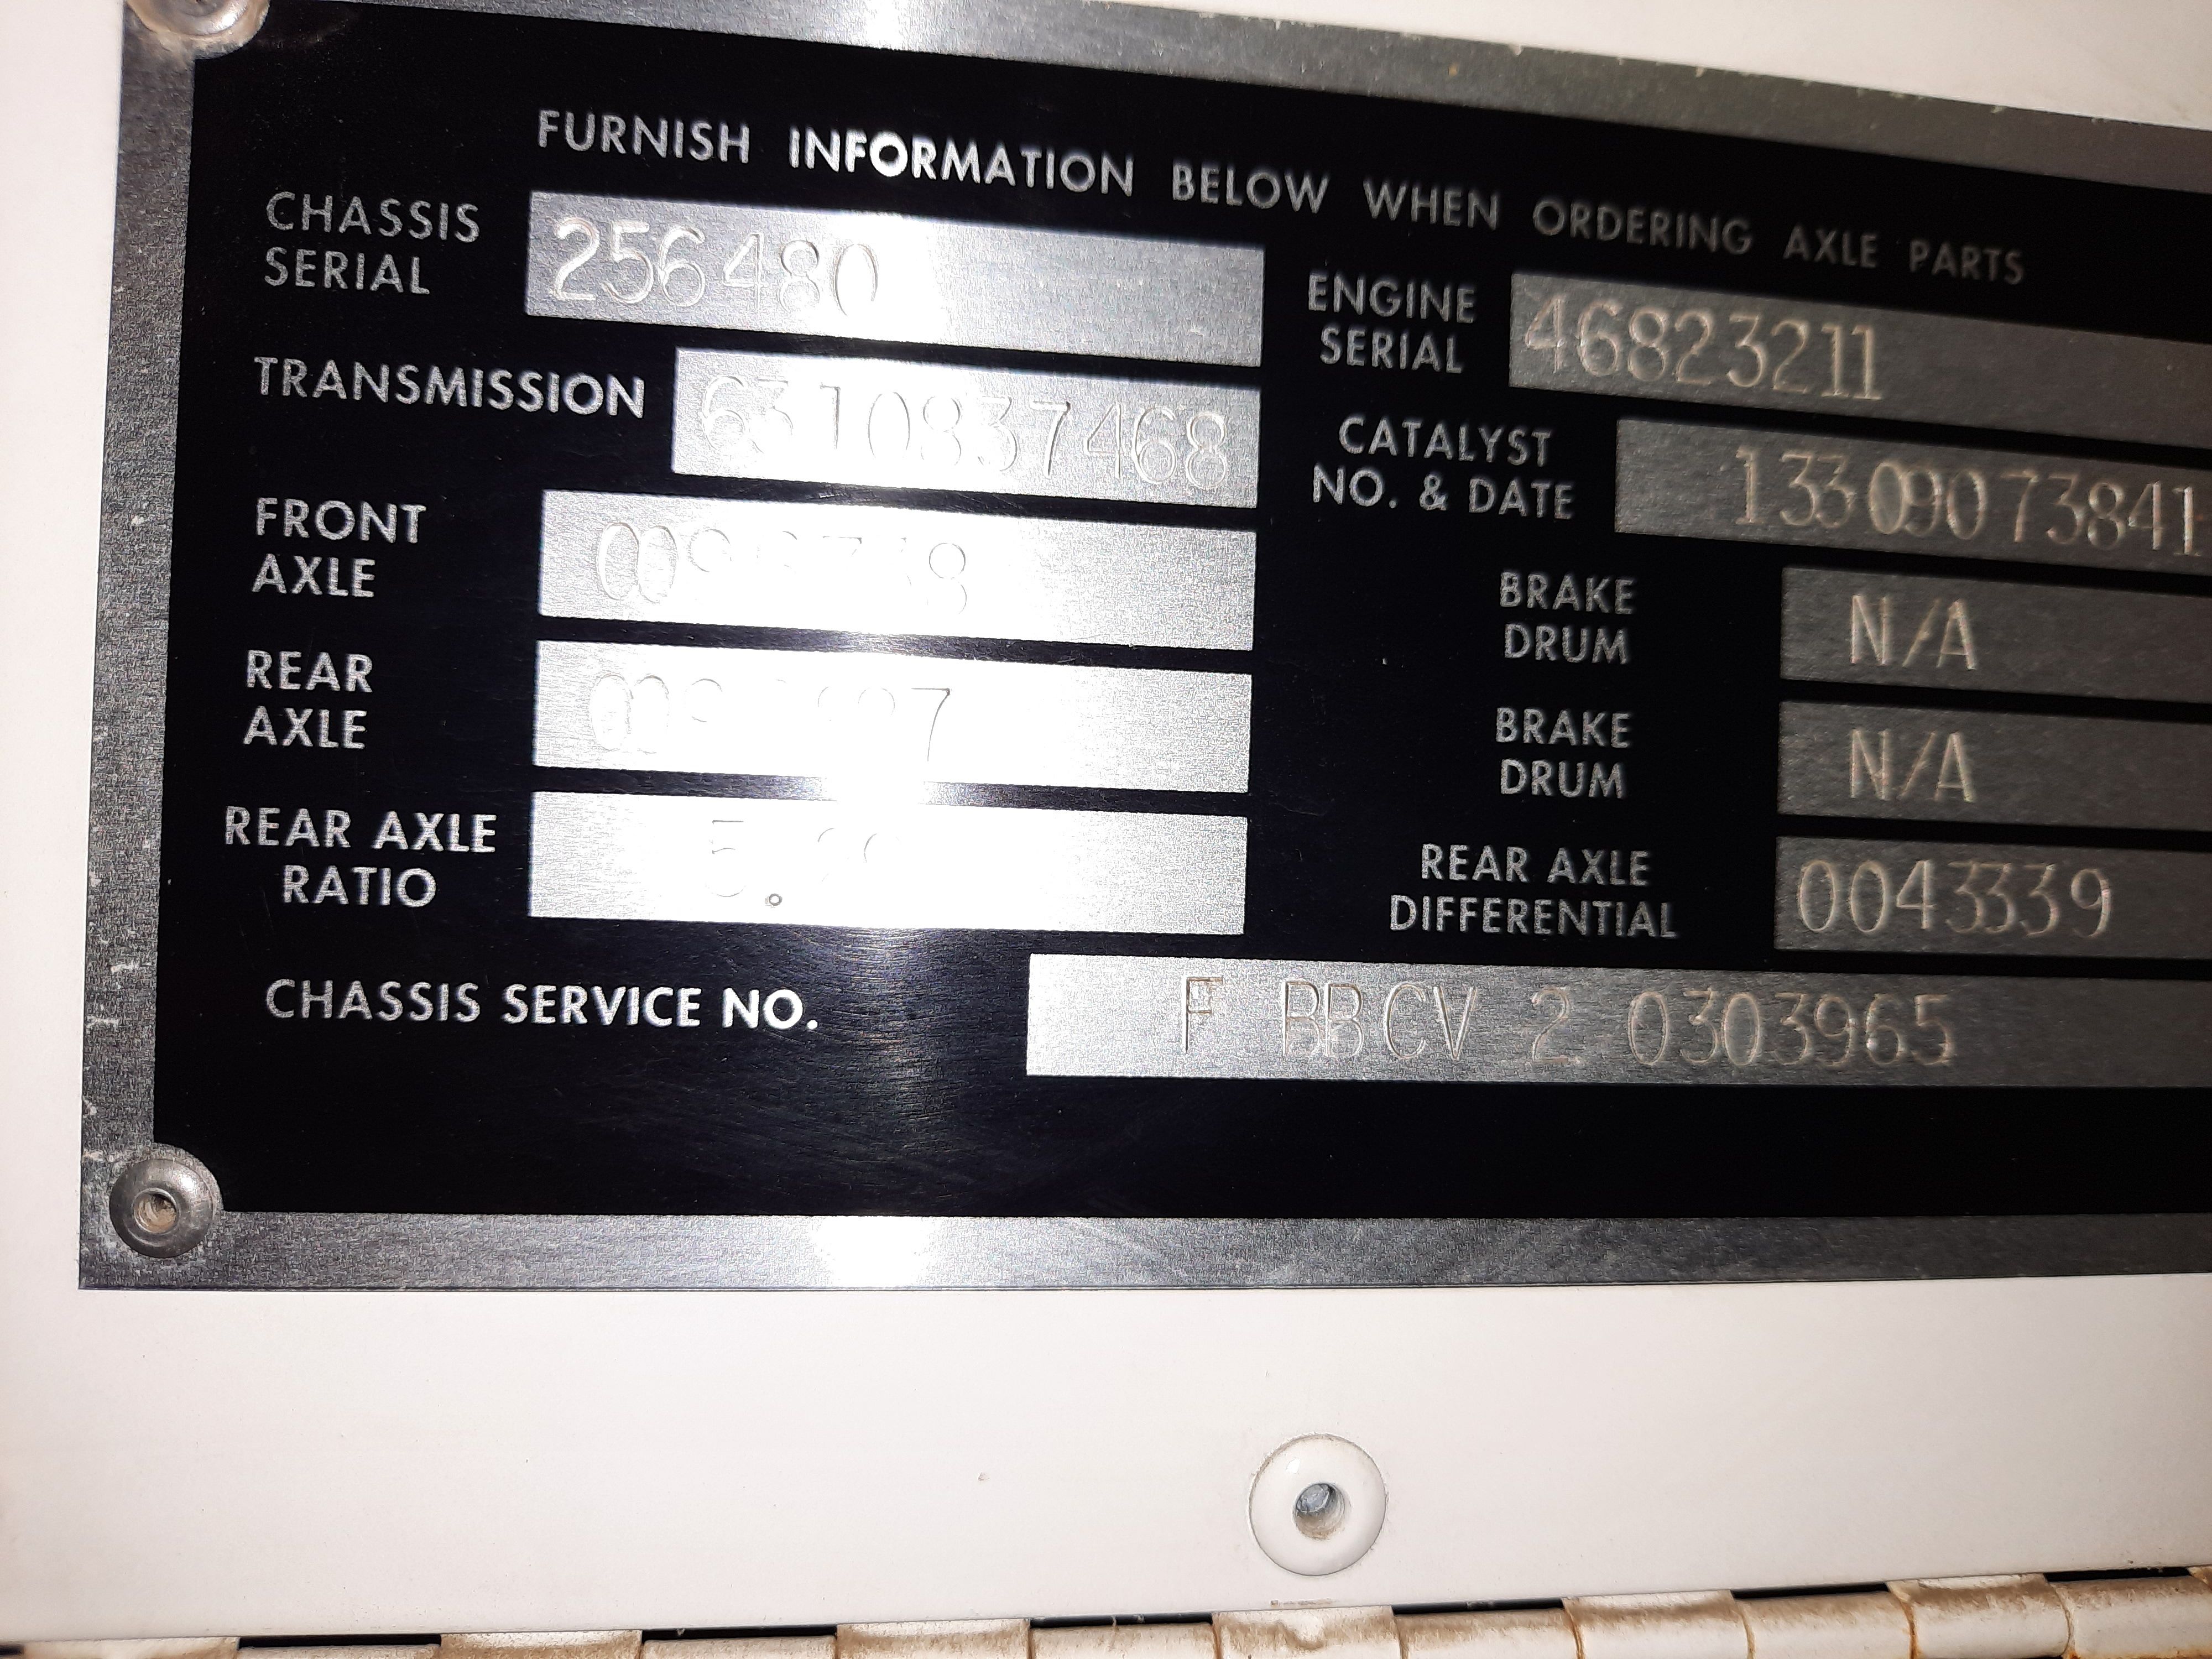 FURNISH INFORMATION BELOW WHEN ORDERING AXLE PARTS
CHASSIS SERIAL 256480
ENGINE SERIAL 46823211
TRANSMISSION 6310837468
CATALYST NO. & DATE 13309073841
FRONT AXLE
BRAKE DRUM N/A
REAR AXLE
BRAKE DRUM N/A
REAR AXLE RATIO
REAR AXLE DIFFERENTIAL 0043339
CHASSIS SERVICE NO. F BBCV 2 0303965